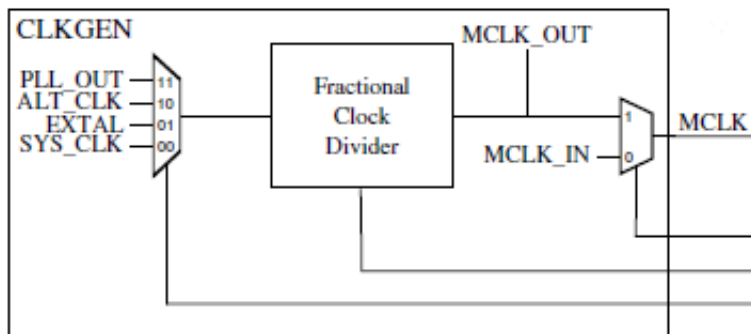 CLKGEN
MCLK_OUT
PLL_OUT 11
ALT_CLK 10
EXTAL 01
SYS_CLK 00
Fractional
Clock
Divider
1
MCLK
MCLK_IN 0